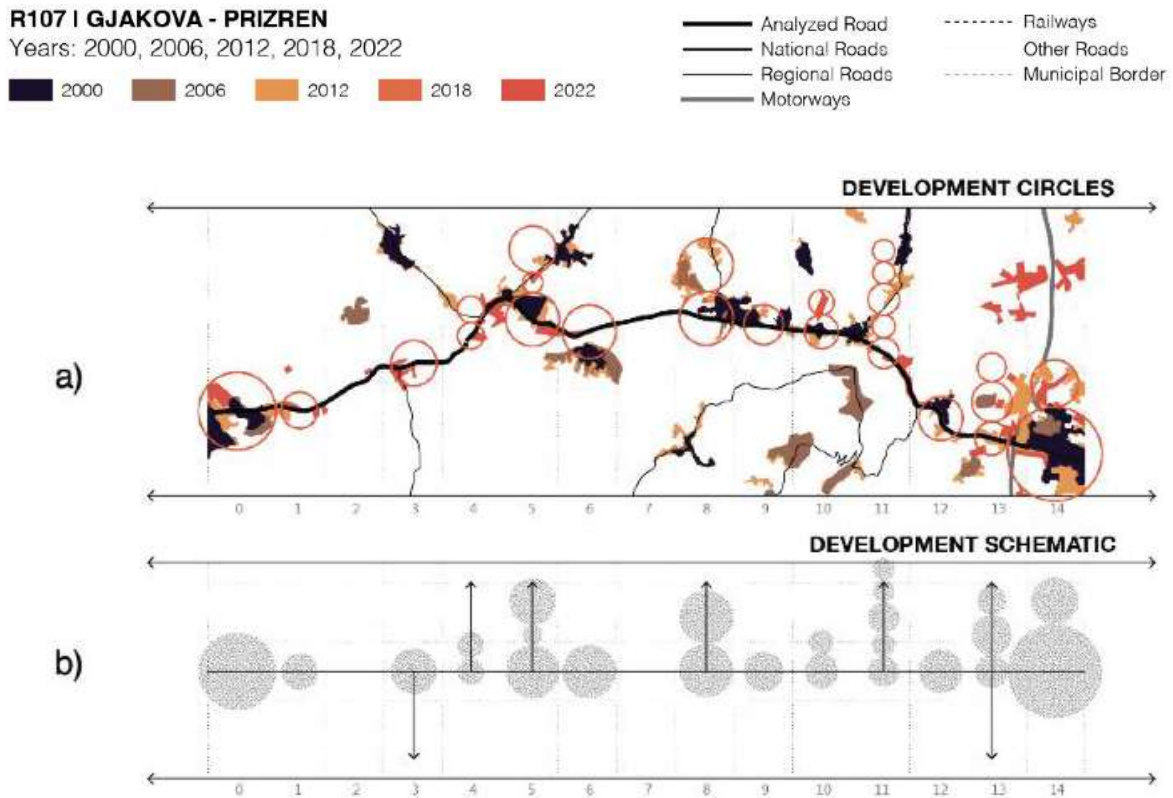 R107 | GJAKOVA - PRIZREN
Years: 2000, 2006, 2012, 2018, 2022
2000 2006 2012 2018 2022
Analyzed Road
National Roads
Regional Roads
Motorways
Railways
Other Roads
Municipal Border
DEVELOPMENT CIRCLES
a)
0 1 2 3 4 5 6 7 8 9 10 11 12 13 14
DEVELOPMENT SCHEMATIC
b)
0 1 2 3 4 5 6 7 8 9 10 11 12 13 14